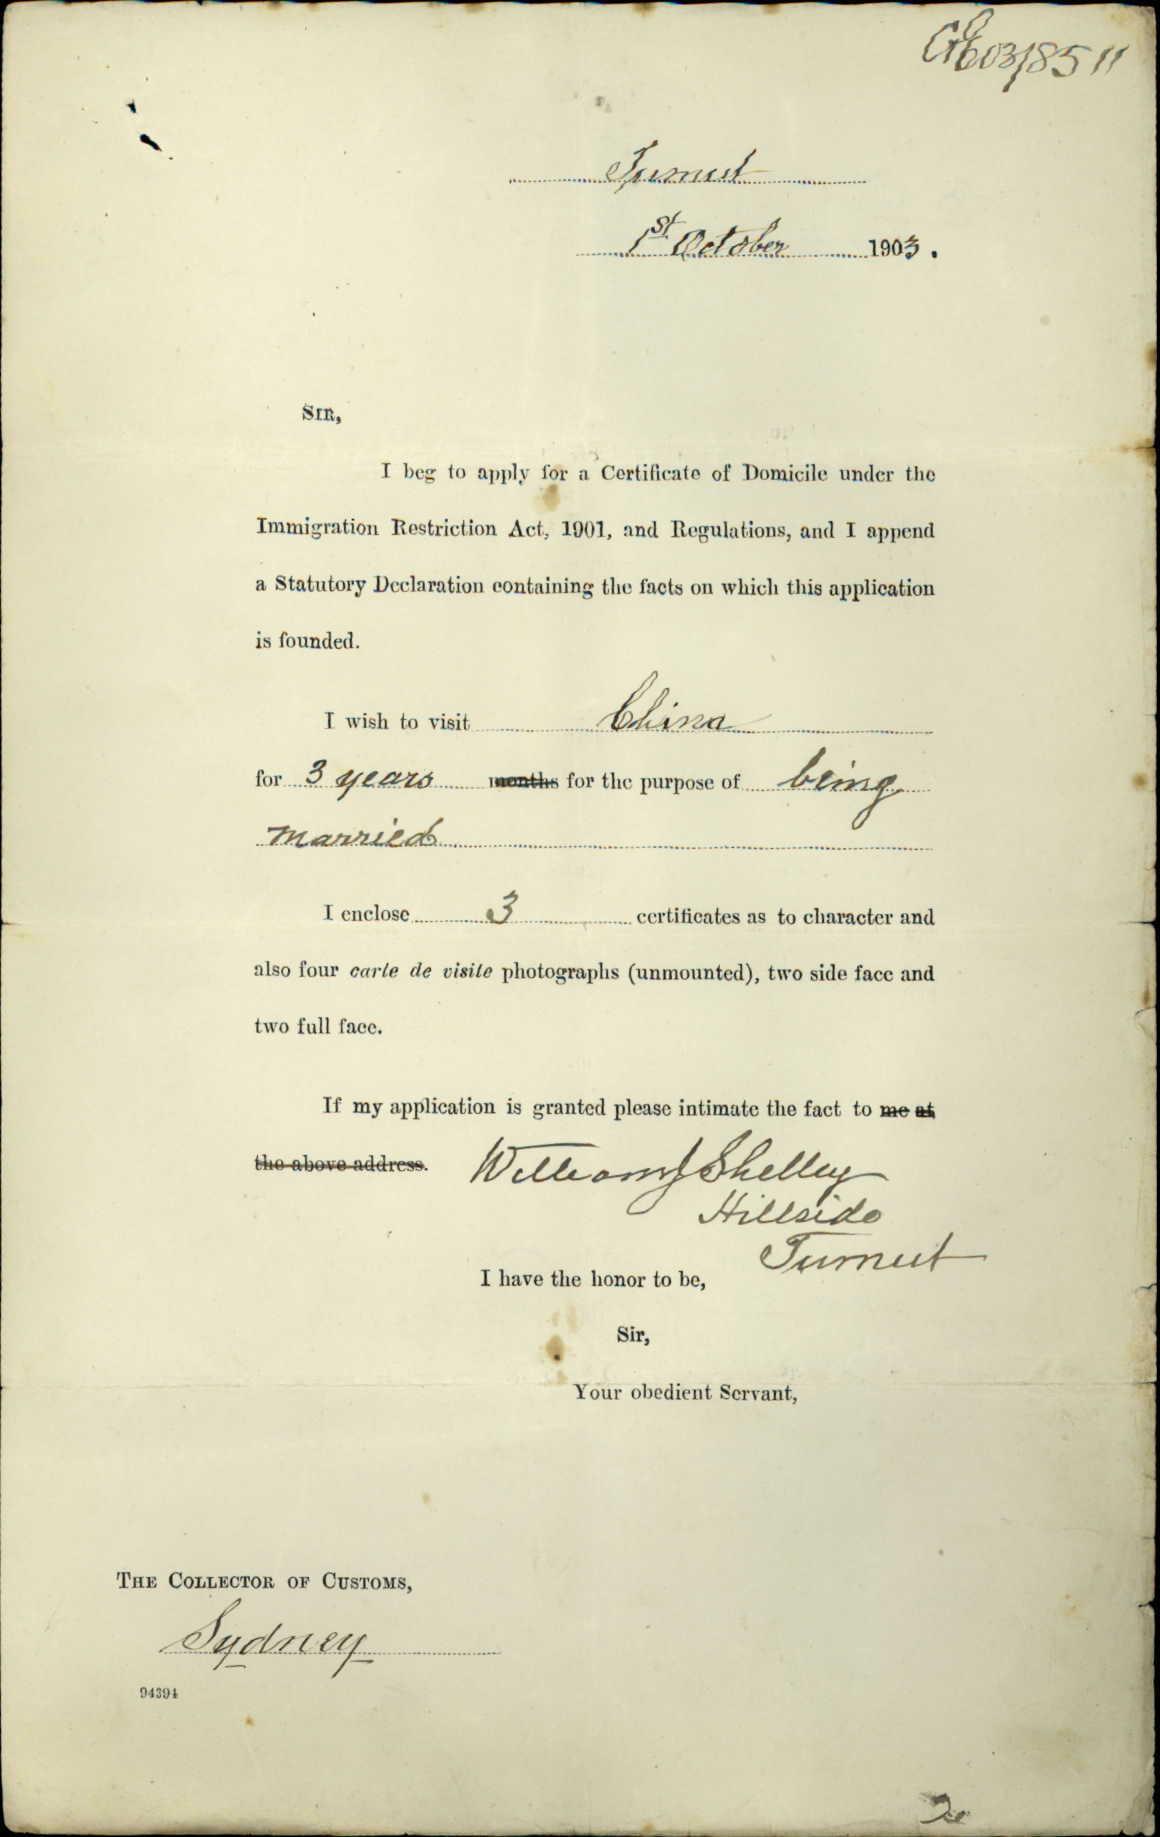 03/8511
Tumut
1st October 1903.
SIR,
I beg to apply for a Certificate of Domicile under the
Immigration Restriction Act, 1901, and Regulations, and I append
a Statutory Declaration containing the facts on which this application
is founded.
I wish to visit China
for 3 years months for the purpose of being
married
I enclose 3 certificates as to character and
also four carte de visite photographs (unmounted), two side face and
two full face.
If my application is granted please intimate the fact to me at
the above address. William J Shelley
Hillside
Tumut
I have the honor to be,
Sir,
Your obedient Servant,
THE COLLECTOR OF CUSTOMS,
Sydney
94394